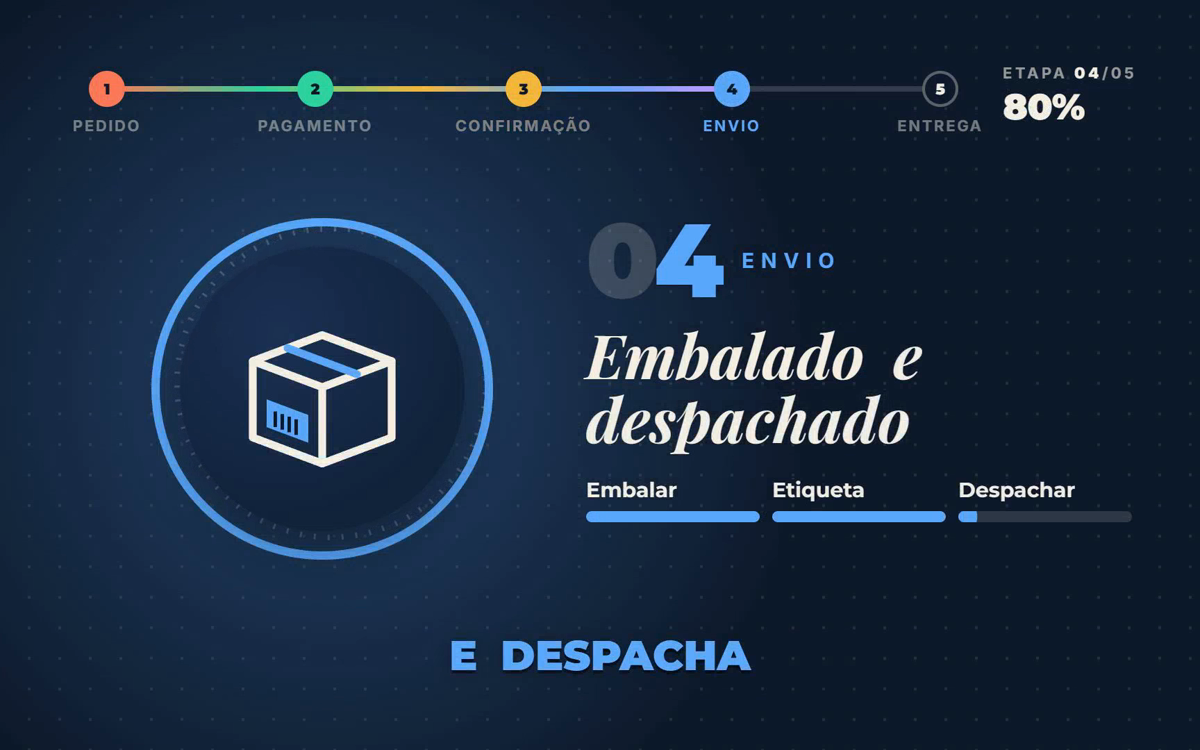 1 2 3 4 5
PEDIDO PAGAMENTO CONFIRMAÇÃO ENVIO ENTREGA
ETAPA 04/05
80%
04 ENVIO
Embalado e
despachado
Embalar Etiqueta Despachar
E DESPACHA